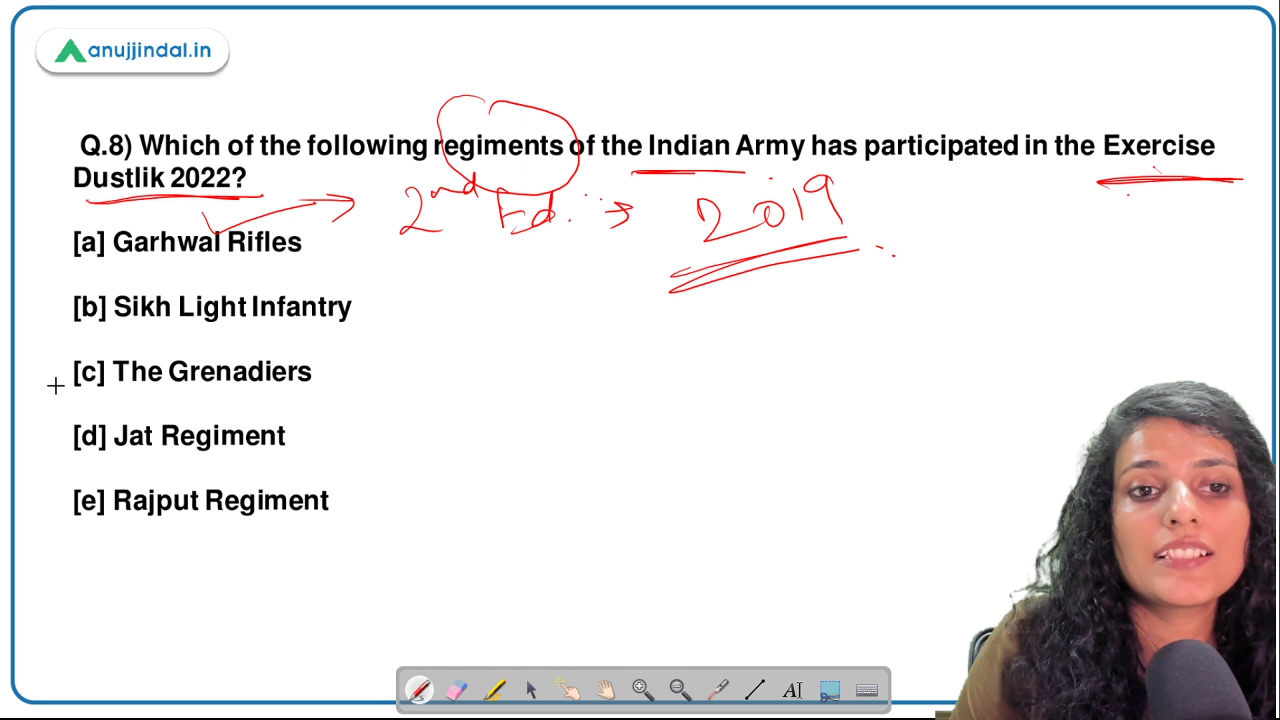 anujjindal.in
Q.8) Which of the following regiments of the Indian Army has participated in the Exercise
Dustlik 2022?
2nd Ed. → 2019
[a] Garhwal Rifles
[b] Sikh Light Infantry
[c] The Grenadiers
[d] Jat Regiment
[e] Rajput Regiment
AI